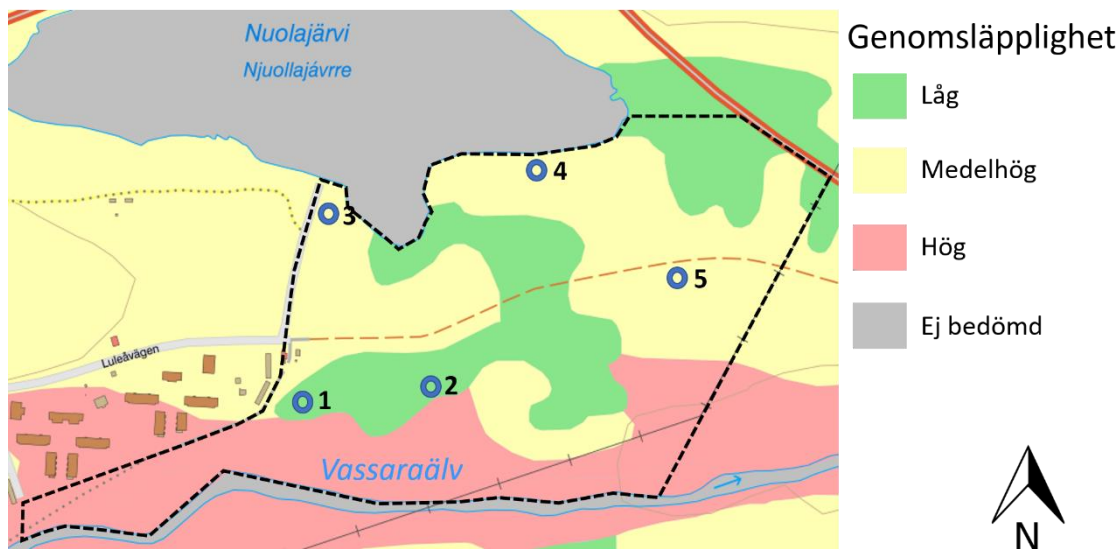 Nuolajärvi
Njuollajávrre
4
3
5
Luleåvägen
1
2
Vassaraälv
Genomsläpplighet
Låg
Medelhög
Hög
Ej bedömd
N